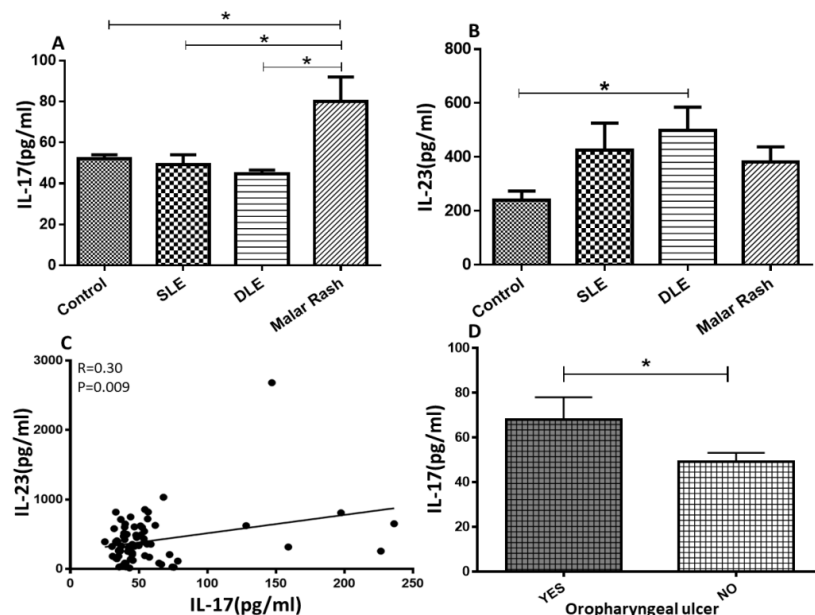 A
*
*
*
IL-17(pg/ml)
100
80
60
40
20
0
Control
SLE
DLE
Malar Rash
B
*
IL-23(pg/ml)
800
600
400
200
0
Control
SLE
DLE
Malar Rash
C
R=0.30
P=0.009
IL-23(pg/ml)
3000
2000
1000
0
0 50 100 150 200 250
IL-17(pg/ml)
D
*
IL-17(pg/ml)
100
80
60
40
20
0
YES
NO
Oropharyngeal ulcer